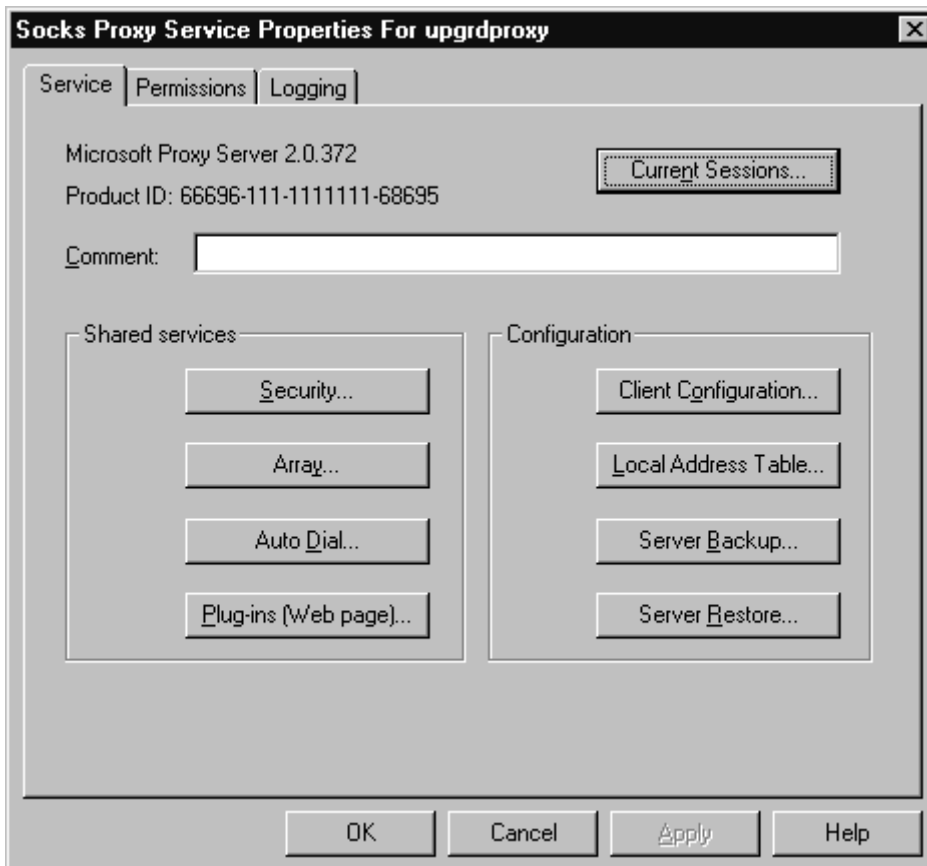 Socks Proxy Service Properties For upgrdproxy
Service Permissions Logging
Microsoft Proxy Server 2.0.372
Current Sessions...
Product ID: 66696-111-1111111-68695
Comment:
Shared services
Security...
Array...
Auto Dial...
Plug-ins (Web page)...
Configuration
Client Configuration...
Local Address Table...
Server Backup...
Server Restore...
OK Cancel Apply Help